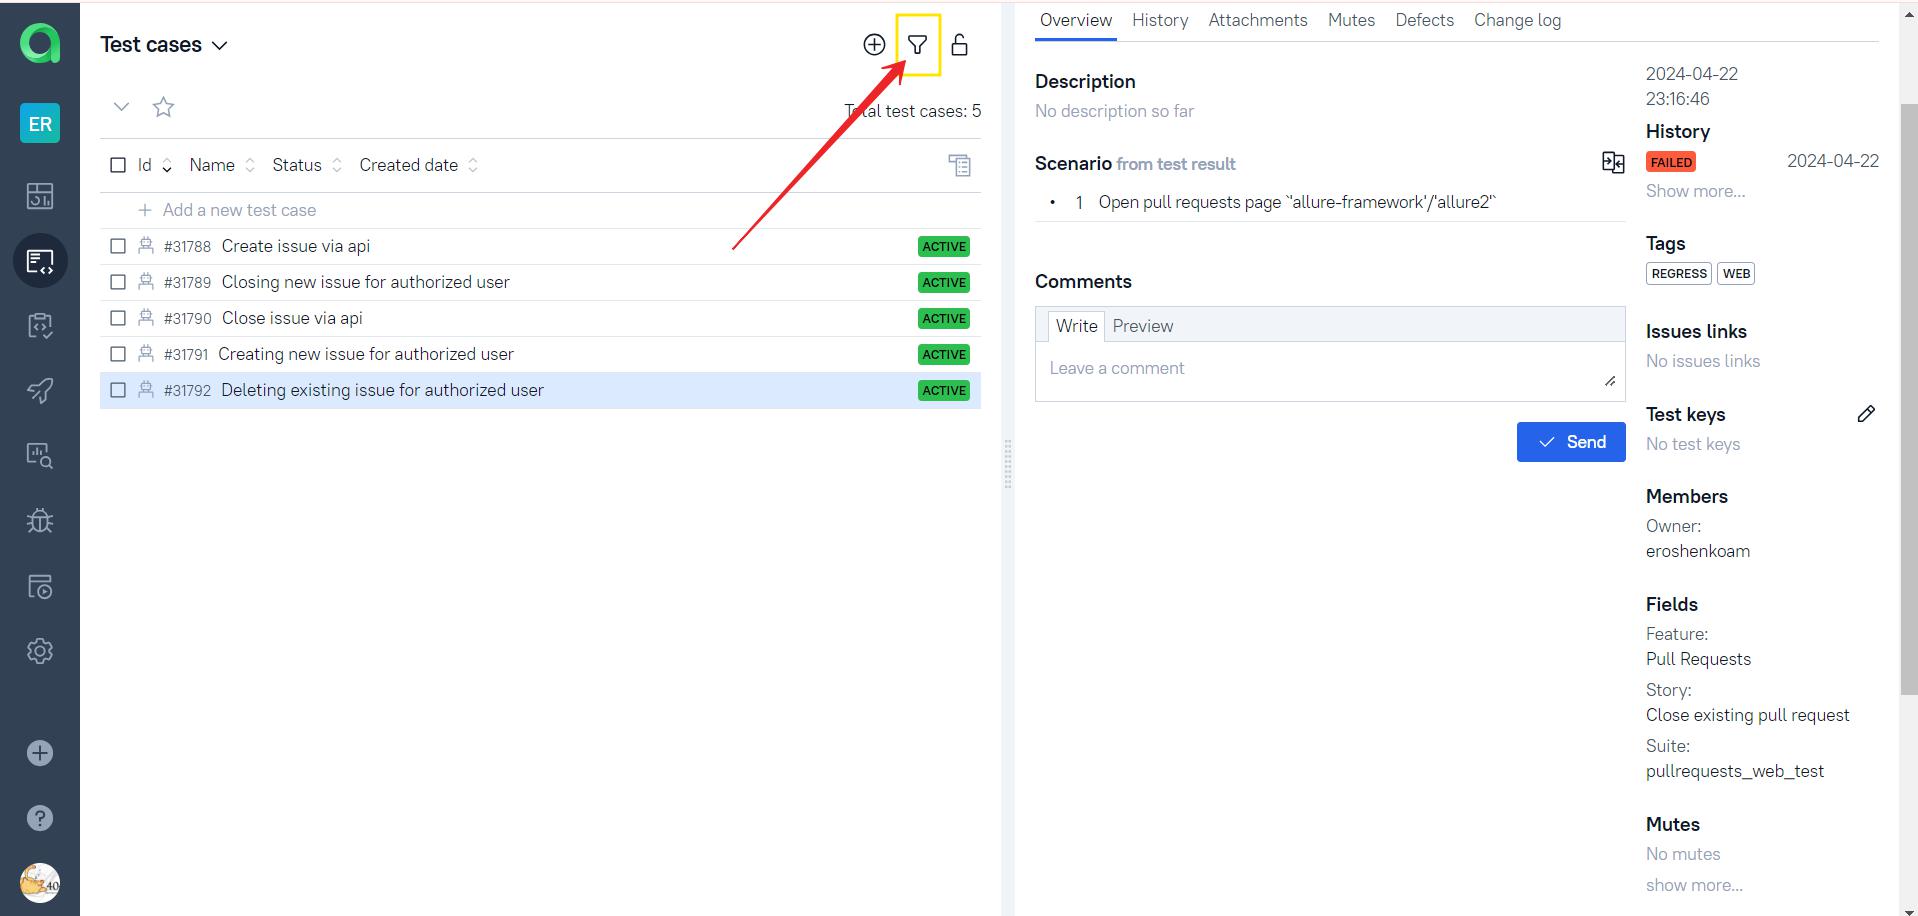 Test cases
Total test cases: 5
Id Name Status Created date
Add a new test case
#31788 Create issue via api ACTIVE
#31789 Closing new issue for authorized user ACTIVE
#31790 Close issue via api ACTIVE
#31791 Creating new issue for authorized user ACTIVE
#31792 Deleting existing issue for authorized user ACTIVE
ER
40
Overview History Attachments Mutes Defects Change log
Description
No description so far
Scenario from test result
• 1 Open pull requests page `'allure-framework'/'allure2'`
Comments
Write Preview
Leave a comment
Send
2024-04-22
23:16:46
History
FAILED 2024-04-22
Show more...
Tags
REGRESS WEB
Issues links
No issues links
Test keys
No test keys
Members
Owner:
eroshenkoam
Fields
Feature:
Pull Requests
Story:
Close existing pull request
Suite:
pullrequests_web_test
Mutes
No mutes
show more...